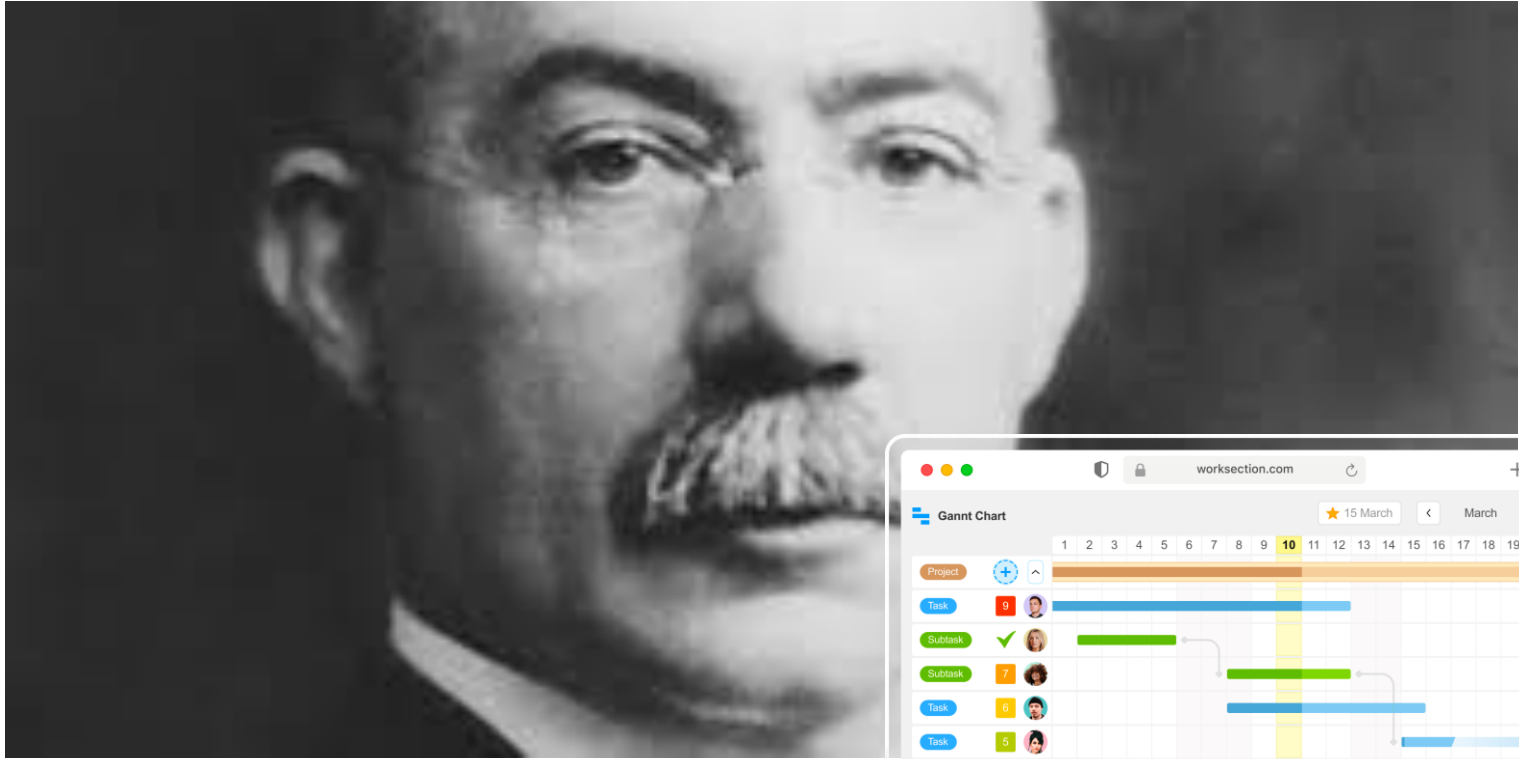 worksection.com
Gannt Chart
15 March
March
1 2 3 4 5 6 7 8 9 10 11 12 13 14 15 16 17 18 19
Project
Task 9
Subtask
Subtask 7
Task 6
Task 5